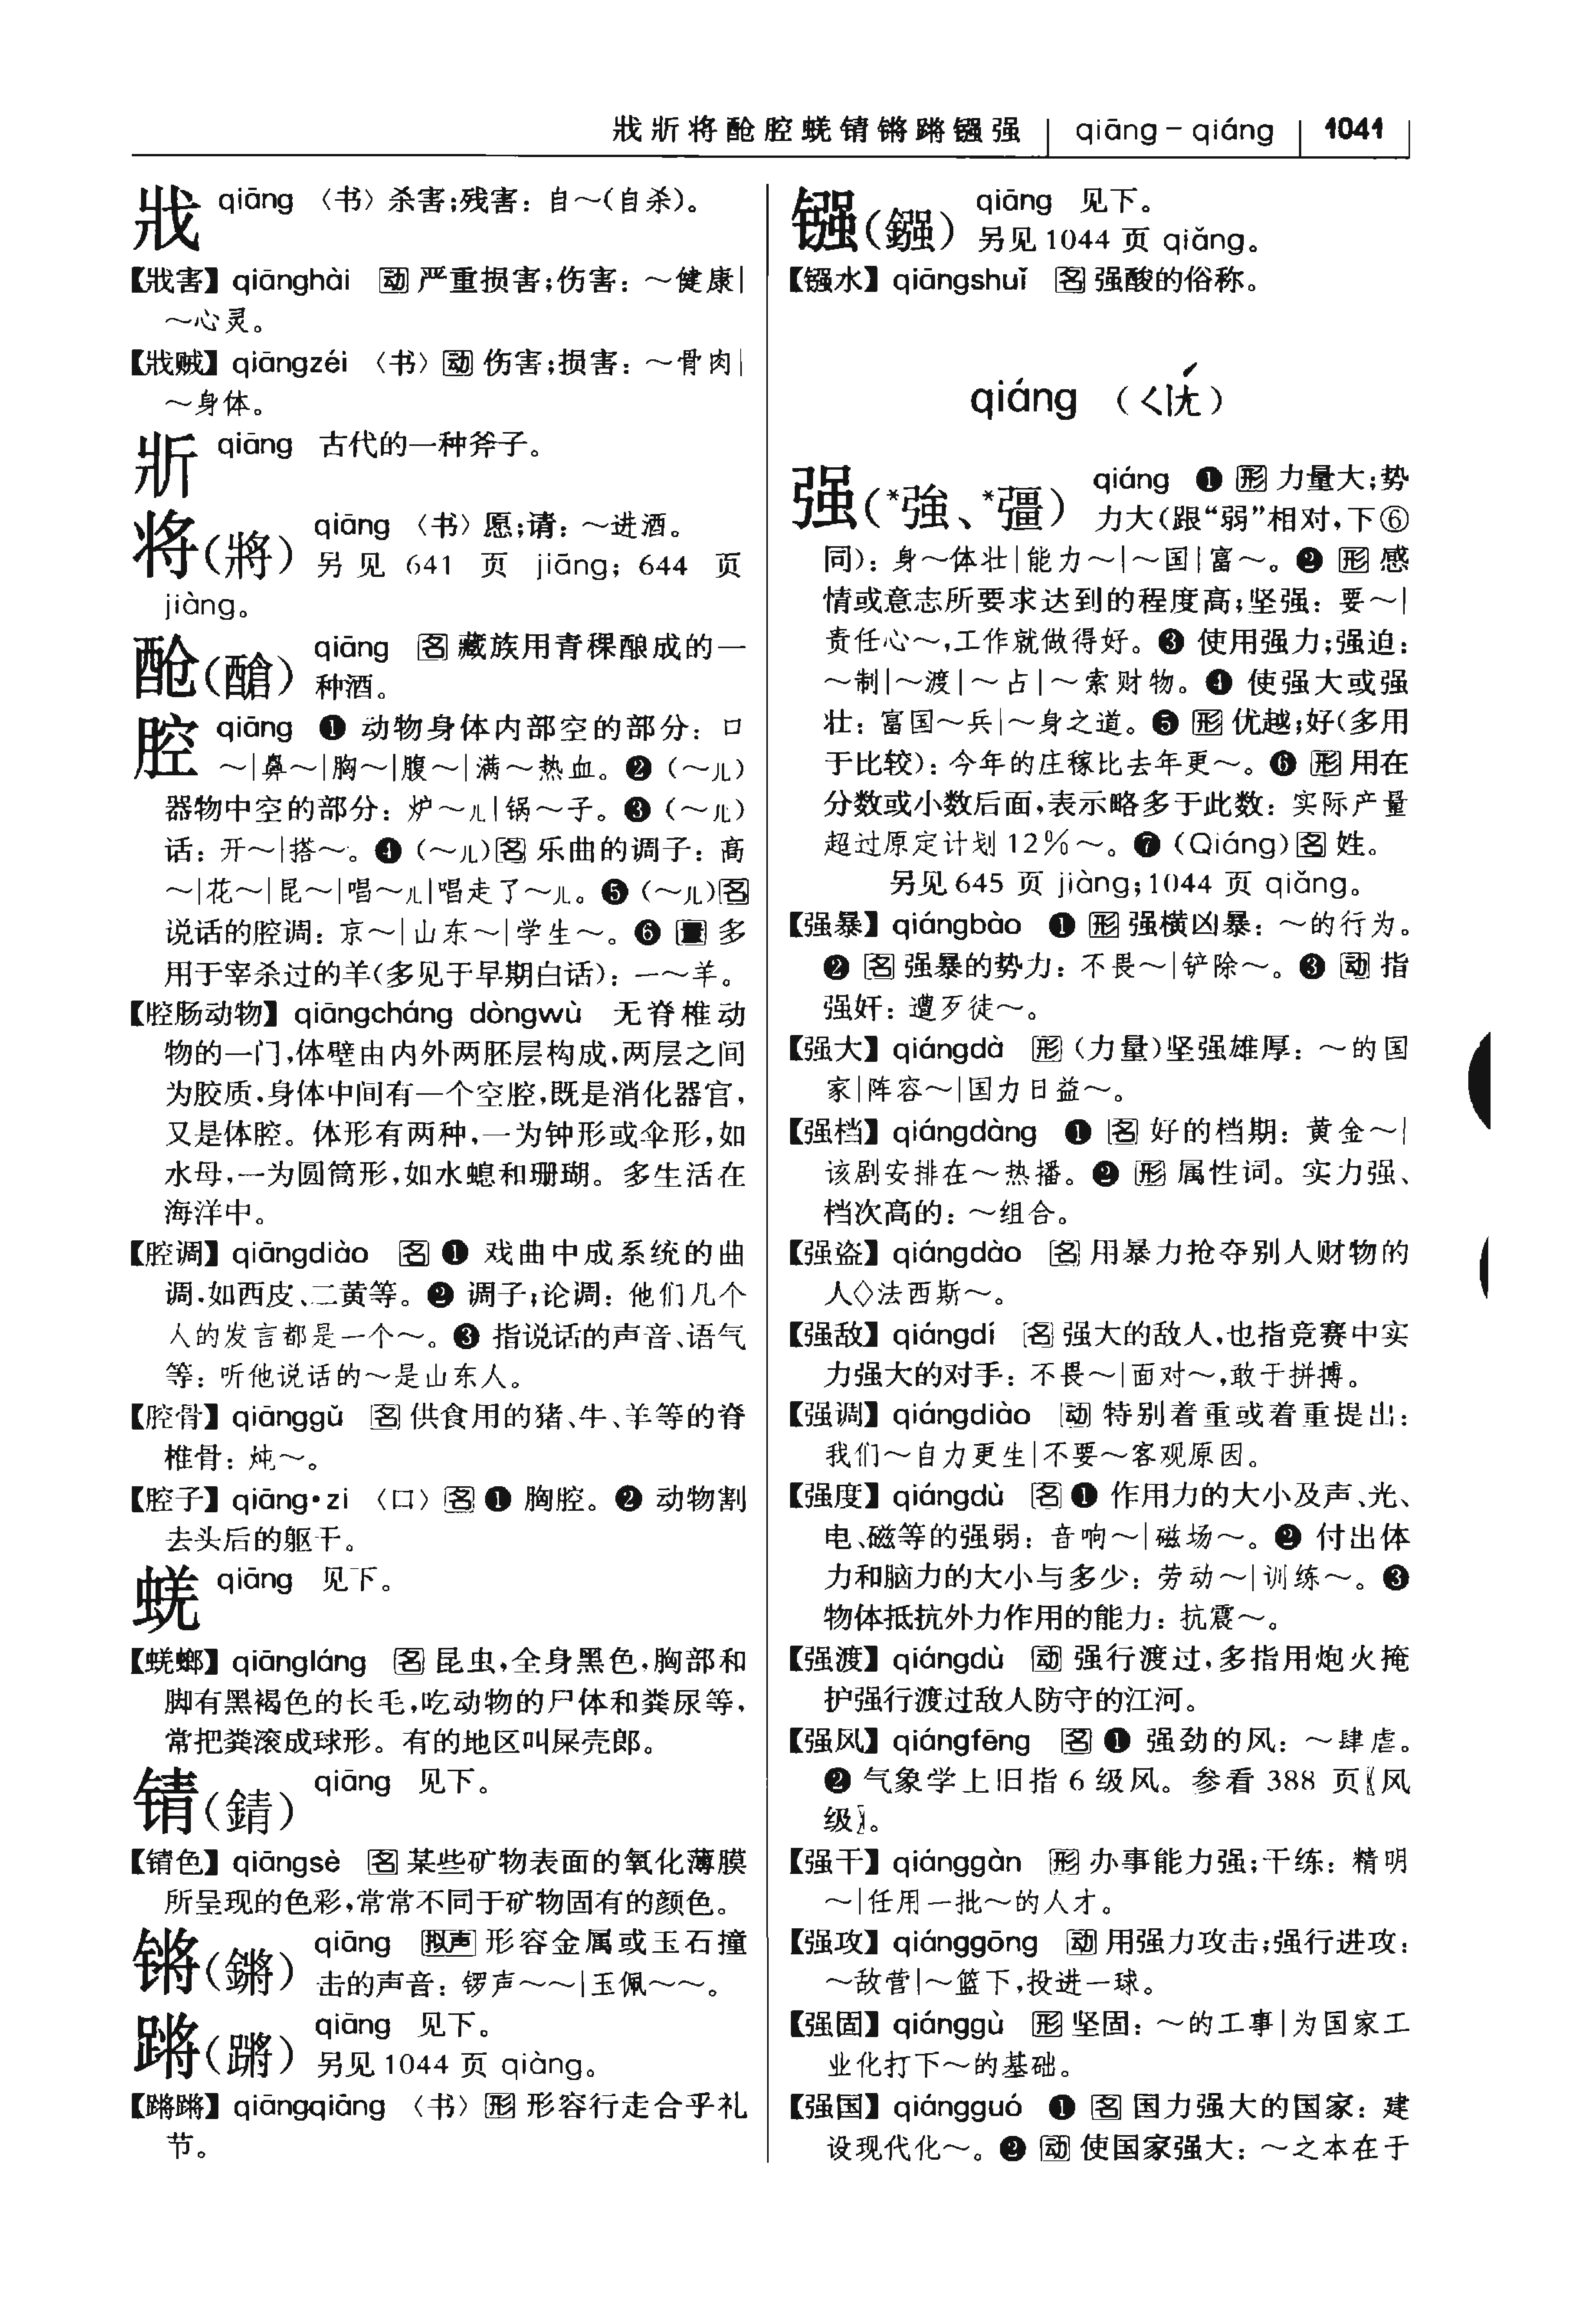 戕斨将䤌腔蜣锖锵蹡镪强 qiāng－qiáng 1041
戕 qiāng 〈书〉杀害;残害：自～(自杀)。
【戕害】qiānghài 动 严重损害;伤害：～健康|
～心灵。
【戕贼】qiāngzéi 〈书〉动 伤害;损害：～骨肉|
～身体。
斨 qiāng 古代的一种斧子。
将(將) qiāng 〈书〉愿;请：～进酒。
另见 641 页 jiāng; 644 页
jiàng。
䤌(䤌) qiāng 名 藏族用青稞酿成的一
种酒。
腔 qiāng ❶ 动物身体内部空的部分：口
～|鼻～|胸～|腹～|满～热血。❷ (～儿)
器物中空的部分：炉～儿|锅～子。❸ (～儿)
话：开～|搭～。❹ (～儿)名 乐曲的调子：高
～|花～|昆～|唱～儿|唱走了～儿。❺ (～儿)名
说话的腔调：京～|山东～|学生～。❻ 量 多
用于宰杀过的羊(多见于早期白话)：一～羊。
【腔肠动物】qiāngcháng dòngwù 无脊椎动
物的一门,体壁由内外两胚层构成,两层之间
为胶质,身体中间有一个空腔,既是消化器官,
又是体腔。体形有两种,一为钟形或伞形,如
水母,一为圆筒形,如水螅和珊瑚。多生活在
海洋中。
【腔调】qiāngdiào 名 ❶ 戏曲中成系统的曲
调,如西皮、二黄等。❷ 调子;论调：他们几个
人的发言都是一个～。❸ 指说话的声音、语气
等：听他说话的～是山东人。
【腔骨】qiānggǔ 名 供食用的猪、牛、羊等的脊
椎骨：炖～。
【腔子】qiāng•zi 〈口〉名 ❶ 胸腔。❷ 动物割
去头后的躯干。
蜣 qiāng 见下。
【蜣螂】qiāngláng 名 昆虫,全身黑色,胸部和
脚有黑褐色的长毛,吃动物的尸体和粪尿等,
常把粪滚成球形。有的地区叫屎壳郎。
锖(錆) qiāng 见下。
【锖色】qiāngsè 名 某些矿物表面的氧化薄膜
所呈现的色彩,常常不同于矿物固有的颜色。
锵(鏘) qiāng 拟声 形容金属或玉石撞
击的声音：锣声～～|玉佩～～。
蹡(蹡) qiāng 见下。
另见 1044 页 qiàng。
【蹡蹡】qiāngqiāng 〈书〉形 形容行走合乎礼
节。
镪(鏹) qiāng 见下。
另见 1044 页 qiǎng。
【镪水】qiāngshuǐ 名 强酸的俗称。
qiáng (ㄑㄧㄤˊ)
强(*強、*彊) qiáng ❶ 形 力量大;势
力大(跟“弱”相对,下⑥
同)：身～体壮|能力～|～国|富～。❷ 形 感
情或意志所要求达到的程度高;坚强：要～|
责任心～,工作就做得好。❸ 使用强力;强迫：
～制|～渡|～占|～索财物。❹ 使强大或强
壮：富国～兵|～身之道。❺ 形 优越;好(多用
于比较)：今年的庄稼比去年更～。❻ 形 用在
分数或小数后面,表示略多于此数：实际产量
超过原定计划 12%～。❼ (Qiáng)名 姓。
另见 645 页 jiàng;1044 页 qiǎng。
【强暴】qiángbào ❶ 形 强横凶暴：～的行为。
❷ 名 强暴的势力：不畏～|铲除～。❸ 动 指
强奸：遭歹徒～。
【强大】qiángdà 形 (力量)坚强雄厚：～的国
家|阵容～|国力日益～。
【强档】qiángdàng ❶ 名 好的档期：黄金～|
该剧安排在～热播。❷ 形 属性词。实力强、
档次高的：～组合。
【强盗】qiángdào 名 用暴力抢夺别人财物的
人◇法西斯～。
【强敌】qiángdí 名 强大的敌人,也指竞赛中实
力强大的对手：不畏～|面对～,敢于拼搏。
【强调】qiángdiào 动 特别着重或着重提出：
我们～自力更生|不要～客观原因。
【强度】qiángdù 名 ❶ 作用力的大小及声、光、
电、磁等的强弱：音响～|磁场～。❷ 付出体
力和脑力的大小与多少：劳动～|训练～。❸
物体抵抗外力作用的能力：抗震～。
【强渡】qiángdù 动 强行渡过,多指用炮火掩
护强行渡过敌人防守的江河。
【强风】qiángfēng 名 ❶ 强劲的风：～肆虐。
❷ 气象学上旧指 6 级风。参看 388 页〖风
级〗。
【强干】qiánggàn 形 办事能力强;干练：精明
～|任用一批～的人才。
【强攻】qiánggōng 动 用强力攻击;强行进攻：
～敌营|～篮下,投进一球。
【强固】qiánggù 形 坚固：～的工事|为国家工
业化打下～的基础。
【强国】qiángguó ❶ 名 国力强大的国家：建
设现代化～。❷ 动 使国家强大：～之本在于